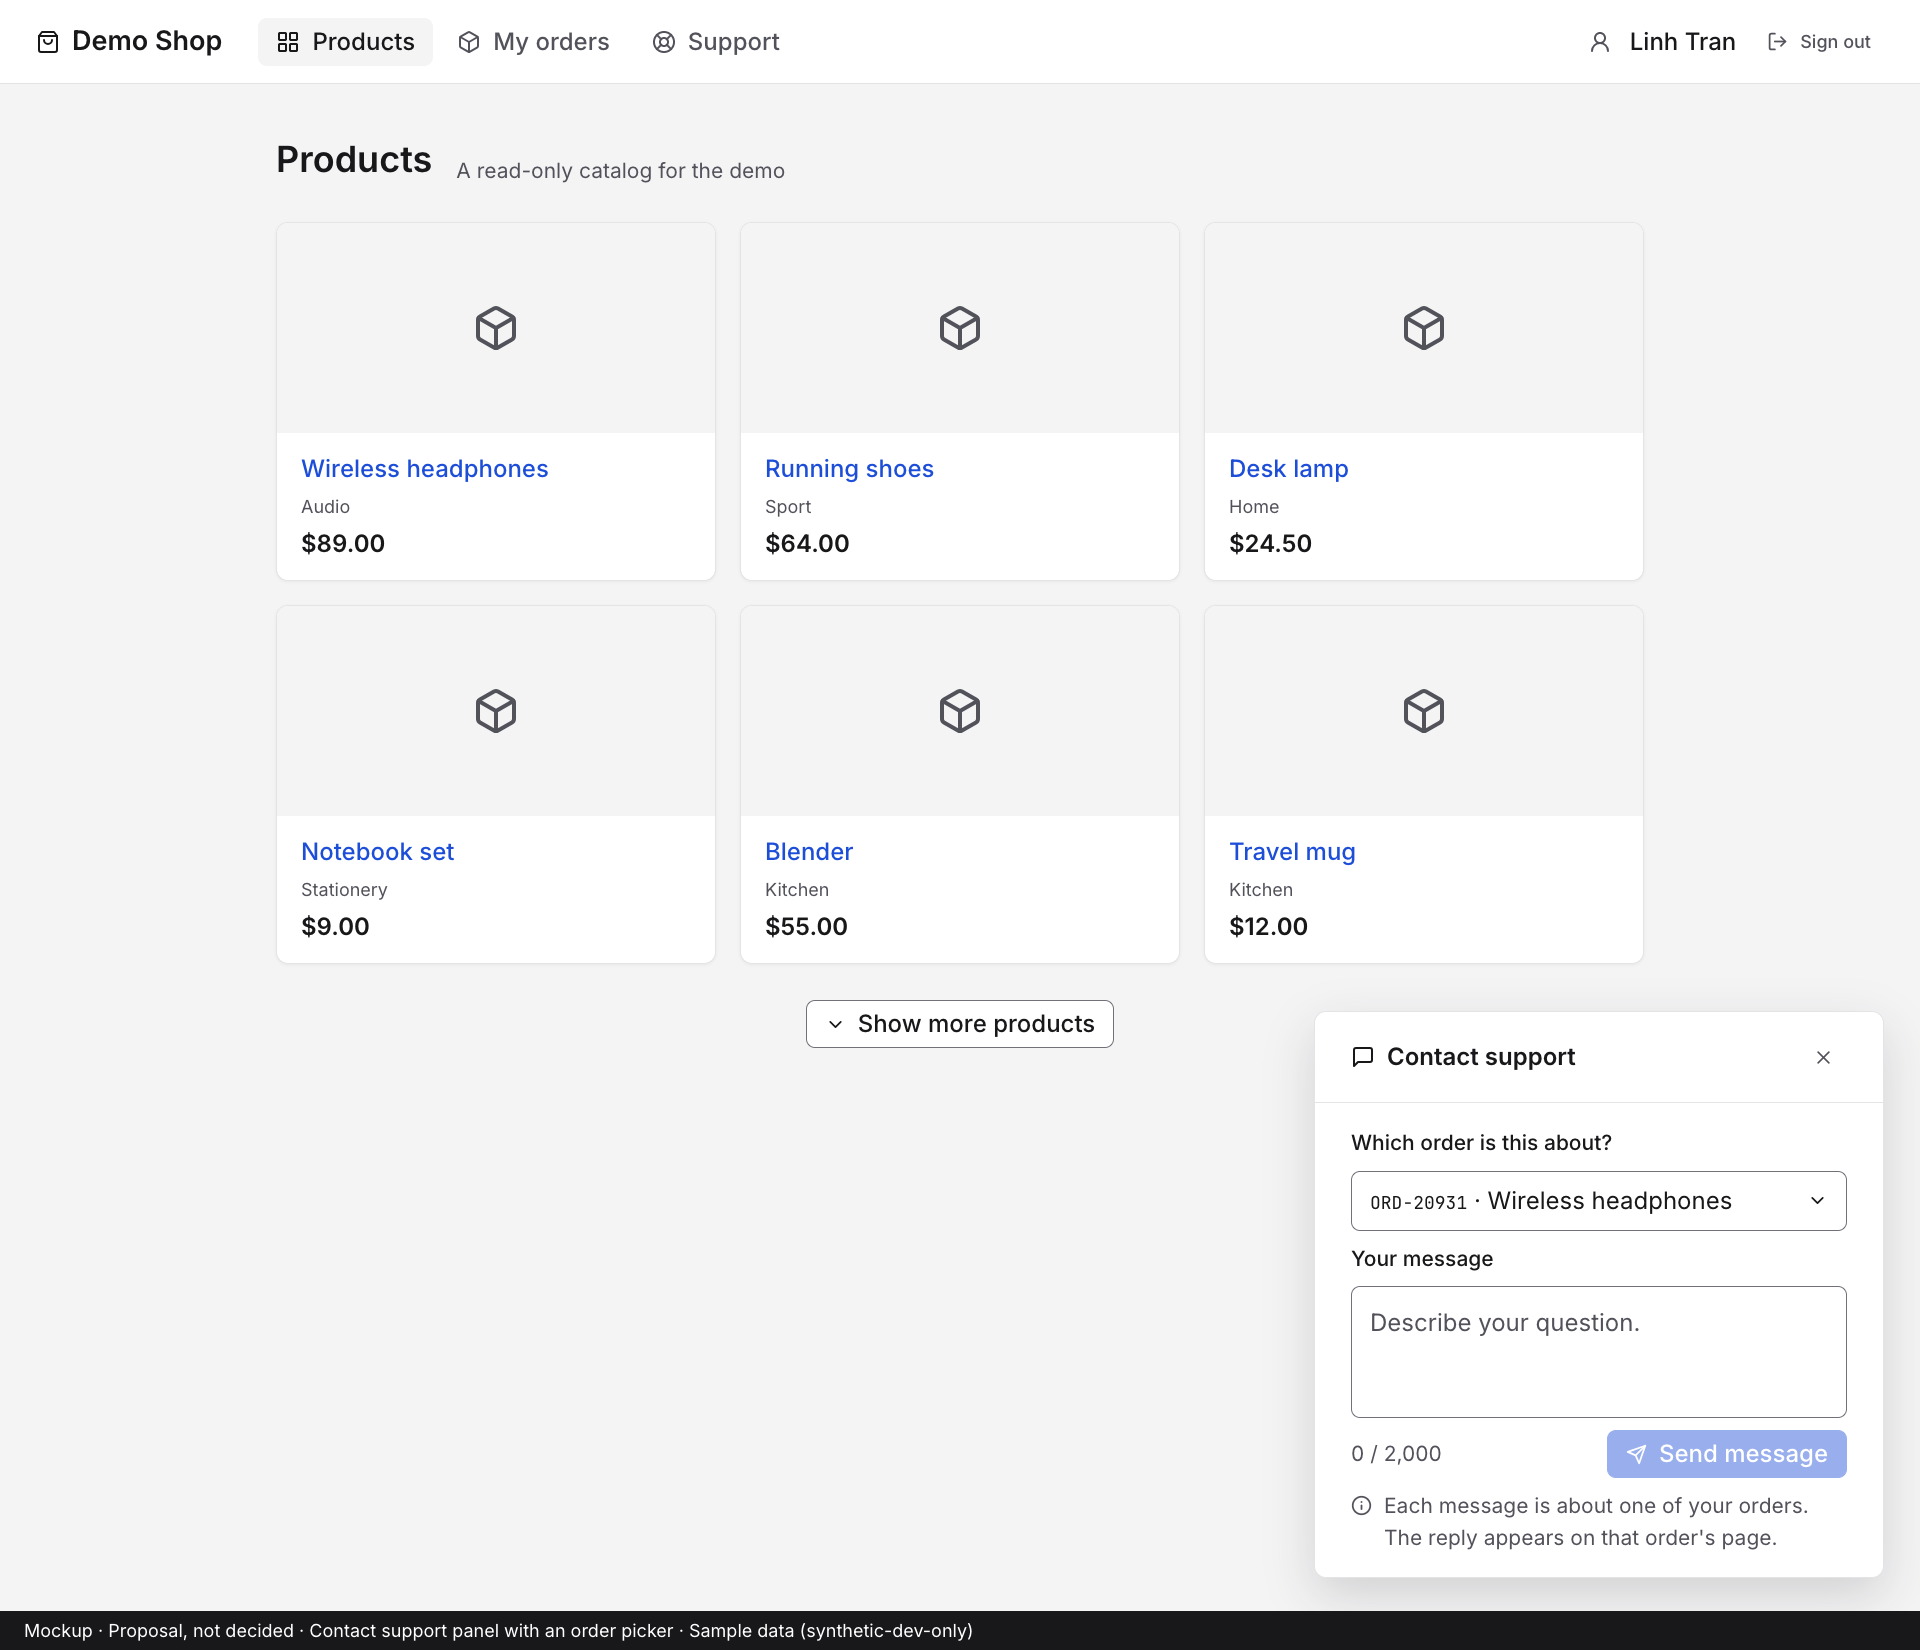 Demo Shop
Products
My orders
Support
Linh Tran
Sign out
Products
A read-only catalog for the demo
Wireless headphones
Audio
$89.00
Running shoes
Sport
$64.00
Desk lamp
Home
$24.50
Notebook set
Stationery
$9.00
Blender
Kitchen
$55.00
Travel mug
Kitchen
$12.00
Show more products
Contact support
Which order is this about?
ORD-20931 · Wireless headphones
Your message
Describe your question.
0 / 2,000
Send message
Each message is about one of your orders.
The reply appears on that order's page.
Mockup · Proposal, not decided · Contact support panel with an order picker · Sample data (synthetic-dev-only)